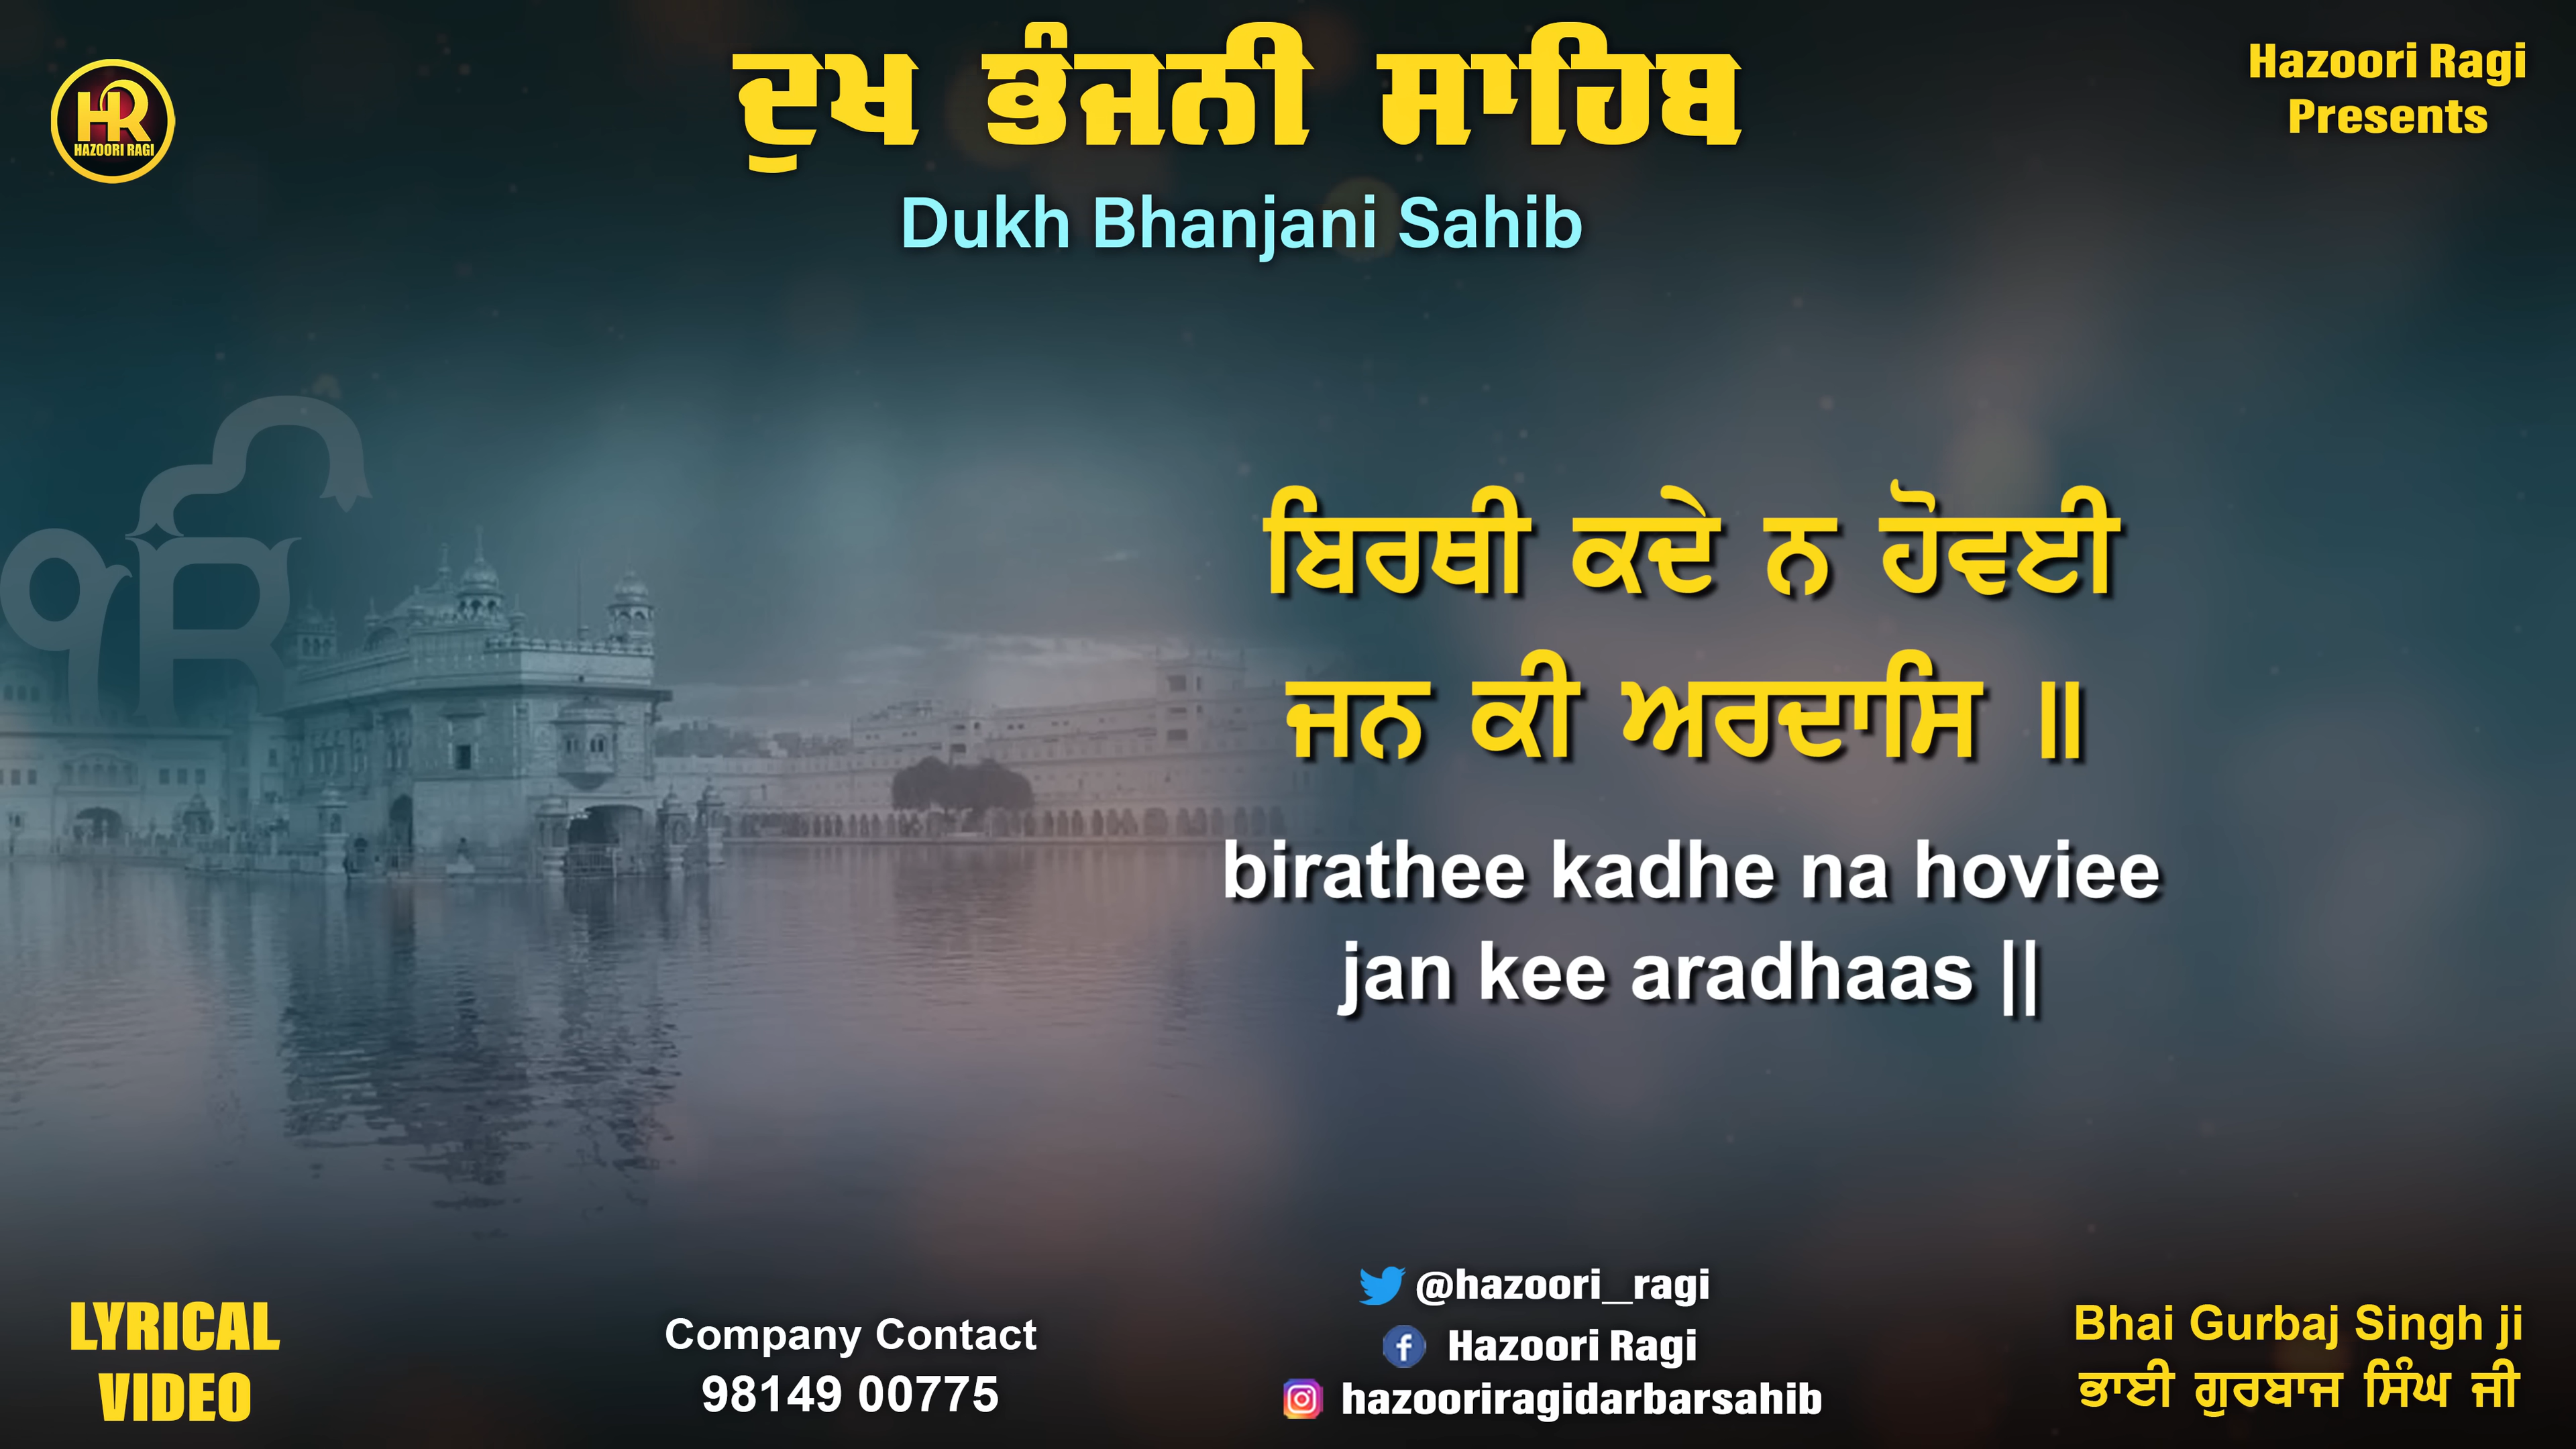 HR
HAZOORI RAGI
ਦੁਖ ਭੰਜਨੀ ਸਾਹਿਬ
Dukh Bhanjani Sahib
Hazoori Ragi
Presents
ੴ
ਬਿਰਥੀ ਕਦੇ ਨ ਹੋਵਈ
ਜਨ ਕੀ ਅਰਦਾਸਿ ॥
birathee kadhe na hoviee
jan kee aradhaas ||
LYRICAL
VIDEO
Company Contact
98149 00775
@hazoori_ragi
Hazoori Ragi
hazooriragidarbarsahib
Bhai Gurbaj Singh ji
ਭਾਈ ਗੁਰਬਾਜ ਸਿੰਘ ਜੀ